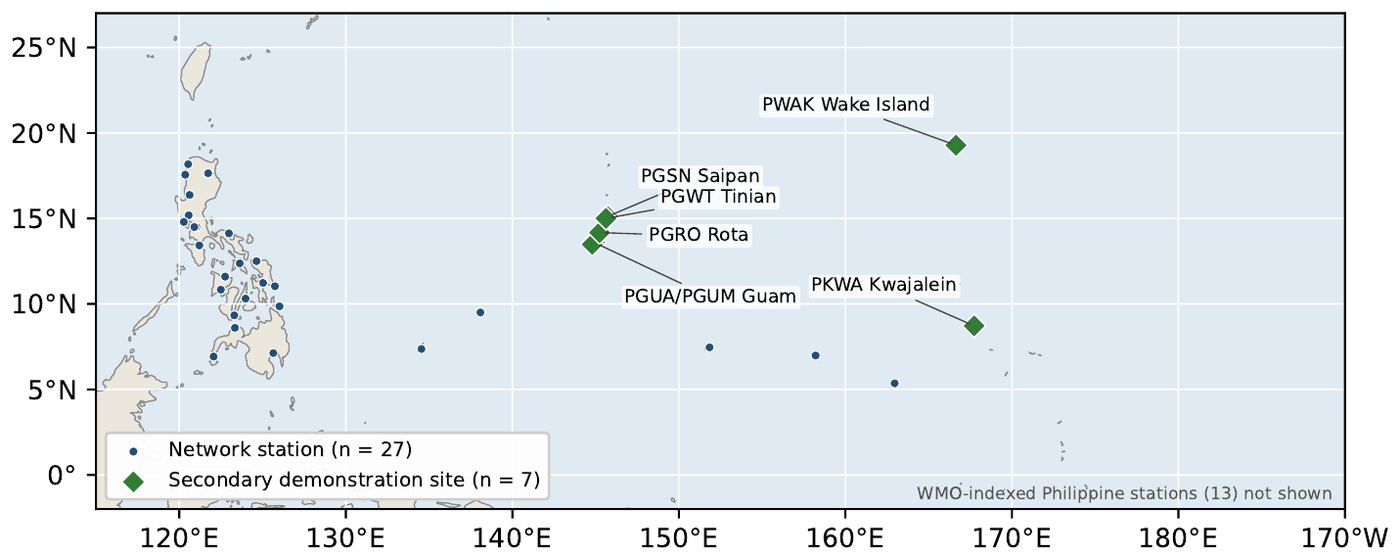 25°N
20°N
15°N
10°N
5°N
0°
PWAK Wake Island
PGSN Saipan
PGWT Tinian
PGRO Rota
PGUA/PGUM Guam
PKWA Kwajalein
Network station (n = 27)
Secondary demonstration site (n = 7)
WMO-indexed Philippine stations (13) not shown
120°E
130°E
140°E
150°E
160°E
170°E
180°E
170°W